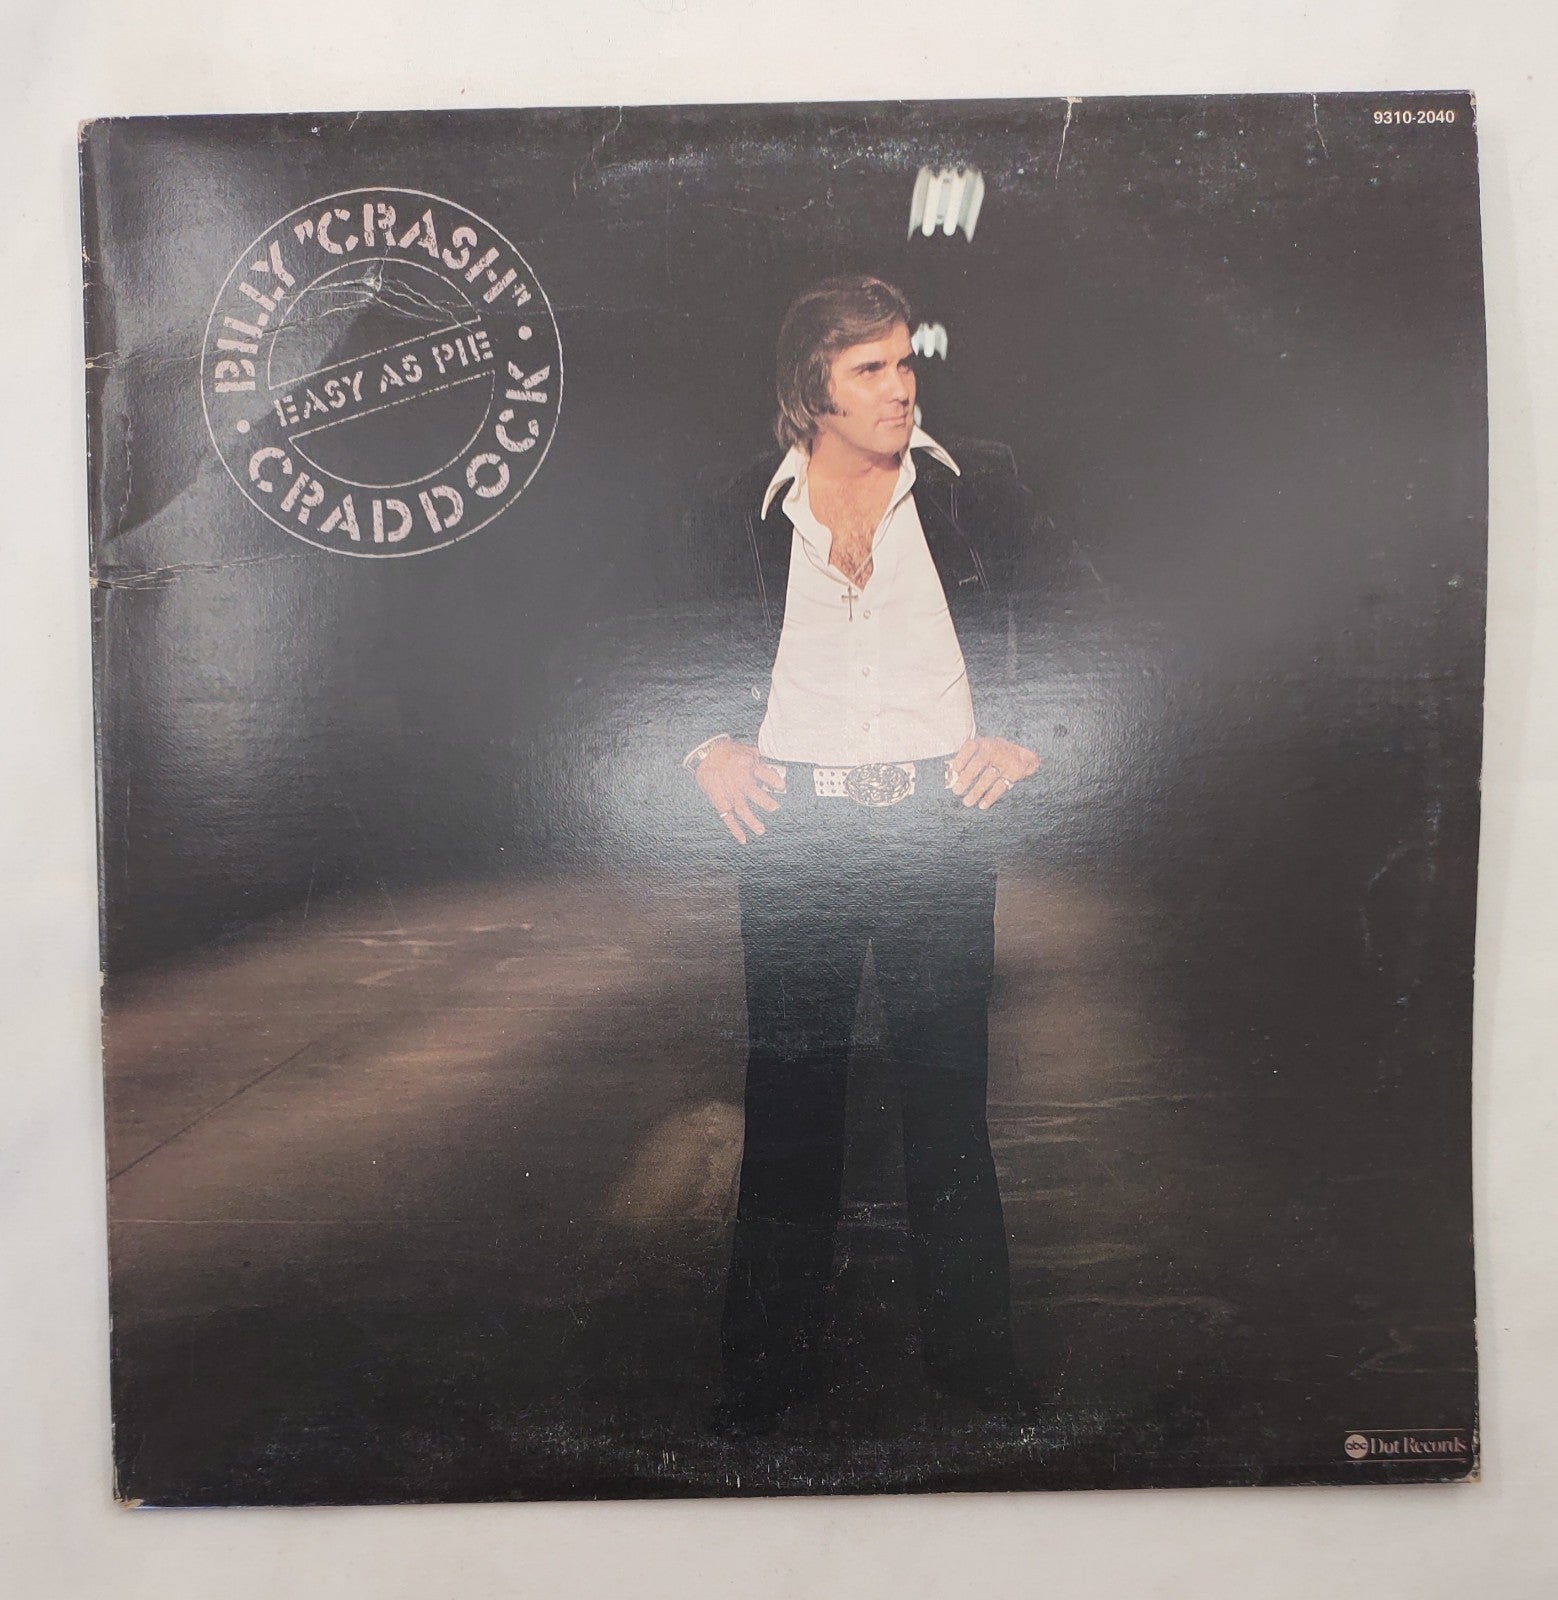 9310-2040
BILLY "CRASH"
EASY AS PIE
CRADDOCK
abc Dot Records